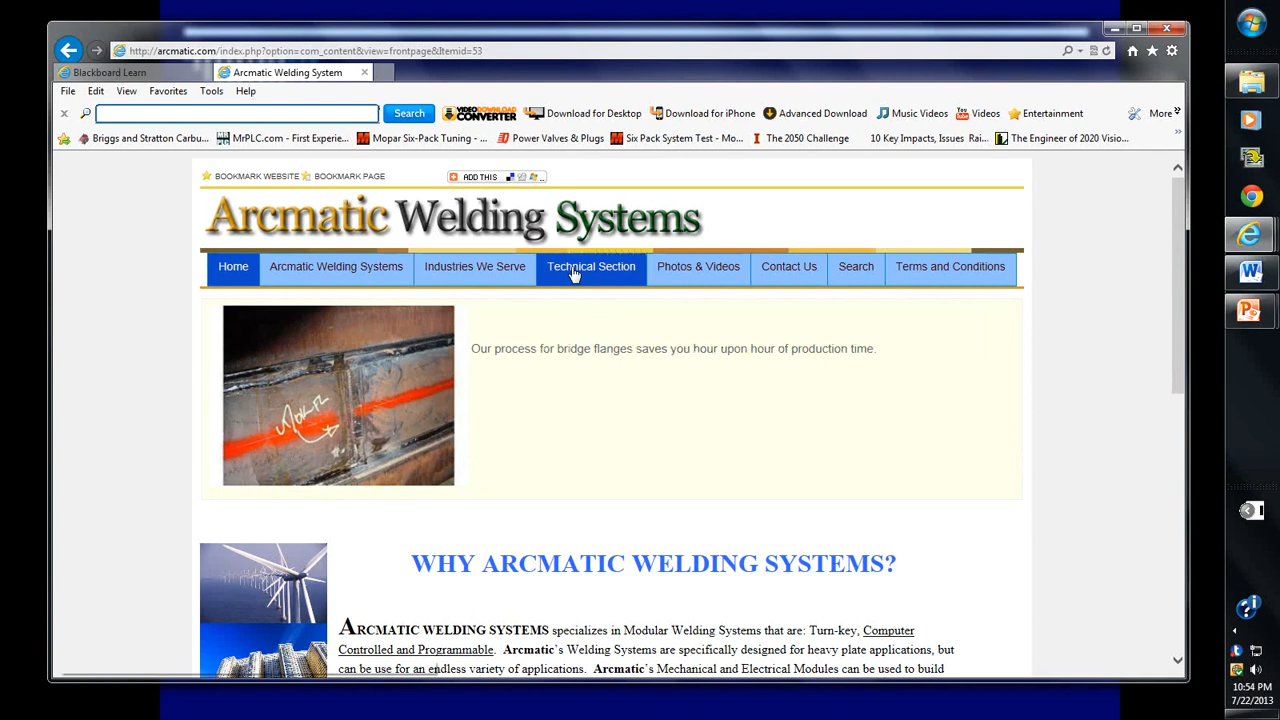 http://arcmatic.com/index.php?option=com_content&view=frontpage&Itemid=53
Blackboard Learn
Arcmatic Welding System
File Edit View Favorites Tools Help
Search VIDEO DOWNLOAD CONVERTER Download for Desktop Download for iPhone Advanced Download Music Videos You Tube Videos Entertainment More
Briggs and Stratton Carbu... MrPLC.com - First Experie... Mopar Six-Pack Tuning - ... Power Valves & Plugs Six Pack System Test - Mo... The 2050 Challenge 10 Key Impacts, Issues Rai... The Engineer of 2020 Visio...
BOOKMARK WEBSITE BOOKMARK PAGE ADD THIS
Arcmatic Welding Systems
Home Arcmatic Welding Systems Industries We Serve Technical Section Photos & Videos Contact Us Search Terms and Conditions
Our process for bridge flanges saves you hour upon hour of production time.
WHY ARCMATIC WELDING SYSTEMS?
ARCMATIC WELDING SYSTEMS specializes in Modular Welding Systems that are: Turn-key, Computer
Controlled and Programmable. Arcmatic's Welding Systems are specifically designed for heavy plate applications, but
can be use for an endless variety of applications. Arcmatic's Mechanical and Electrical Modules can be used to build
10:54 PM
7/22/2013